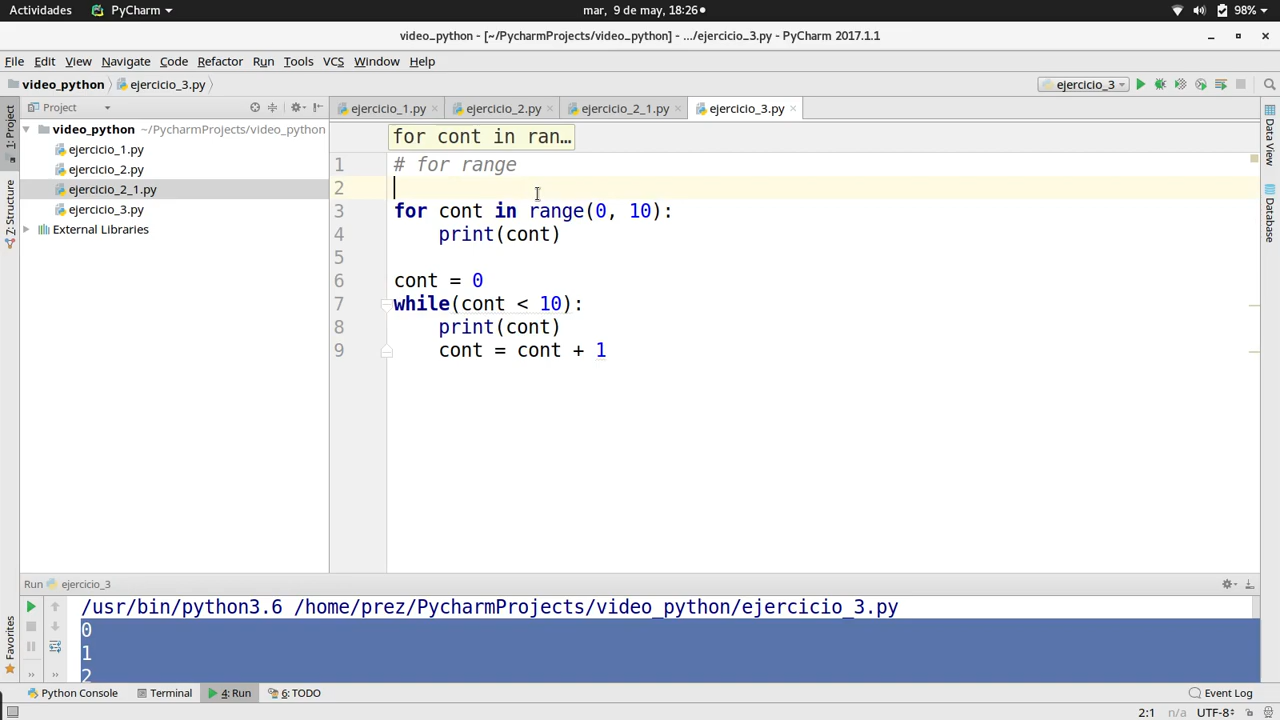 Actividades PyCharm mar, 9 de may, 18:26 98%
video_python - [~/PycharmProjects/video_python] - .../ejercicio_3.py - PyCharm 2017.1.1
File Edit View Navigate Code Refactor Run Tools VCS Window Help
video_python ejercicio_3.py ejercicio_3
Project ejercicio_1.py ejercicio_2.py ejercicio_2_1.py ejercicio_3.py
video_python ~/PycharmProjects/video_python
ejercicio_1.py
ejercicio_2.py
ejercicio_2_1.py
ejercicio_3.py
External Libraries
1: Project
7: Structure
Favorites
Data View
Database
for cont in ran…
1 # for range
2
3 for cont in range(0, 10):
4     print(cont)
5
6 cont = 0
7 while(cont < 10):
8     print(cont)
9     cont = cont + 1
Run ejercicio_3
/usr/bin/python3.6 /home/prez/PycharmProjects/video_python/ejercicio_3.py
0
1
2
Python Console Terminal 4: Run 6: TODO Event Log
2:1 n/a UTF-8